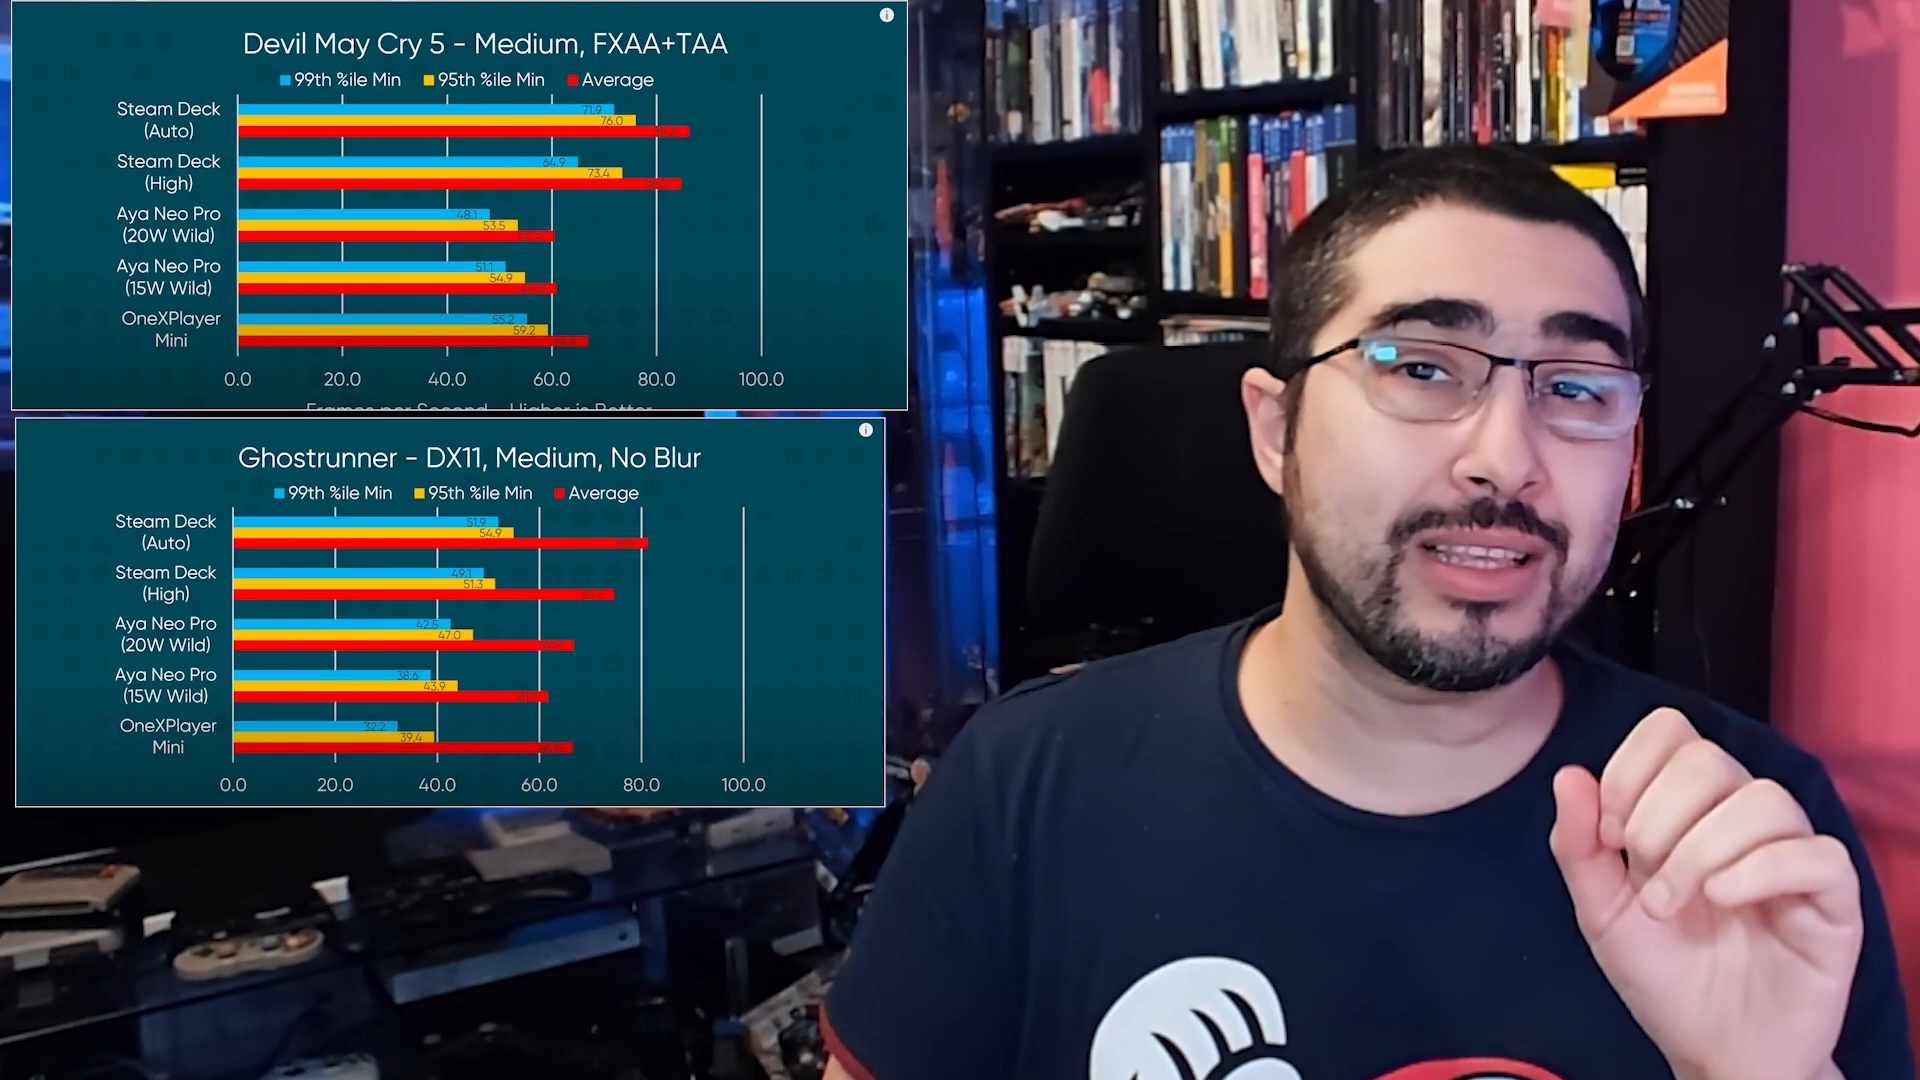 Devil May Cry 5 - Medium, FXAA+TAA
99th %ile Min 95th %ile Min Average
Steam Deck
(Auto)
71.9
76.0
Steam Deck
(High)
64.9
73.4
Aya Neo Pro
(20W Wild)
48.1
53.5
Aya Neo Pro
(15W Wild)
51.1
54.9
OneXPlayer
Mini
55.2
59.2
0.0 20.0 40.0 60.0 80.0 100.0
Frames per Second - Higher is Better
Ghostrunner - DX11, Medium, No Blur
99th %ile Min 95th %ile Min Average
Steam Deck
(Auto)
51.9
54.9
Steam Deck
(High)
49.1
51.3
Aya Neo Pro
(20W Wild)
42.5
47.0
Aya Neo Pro
(15W Wild)
38.6
43.9
OneXPlayer
Mini
32.2
39.4
0.0 20.0 40.0 60.0 80.0 100.0